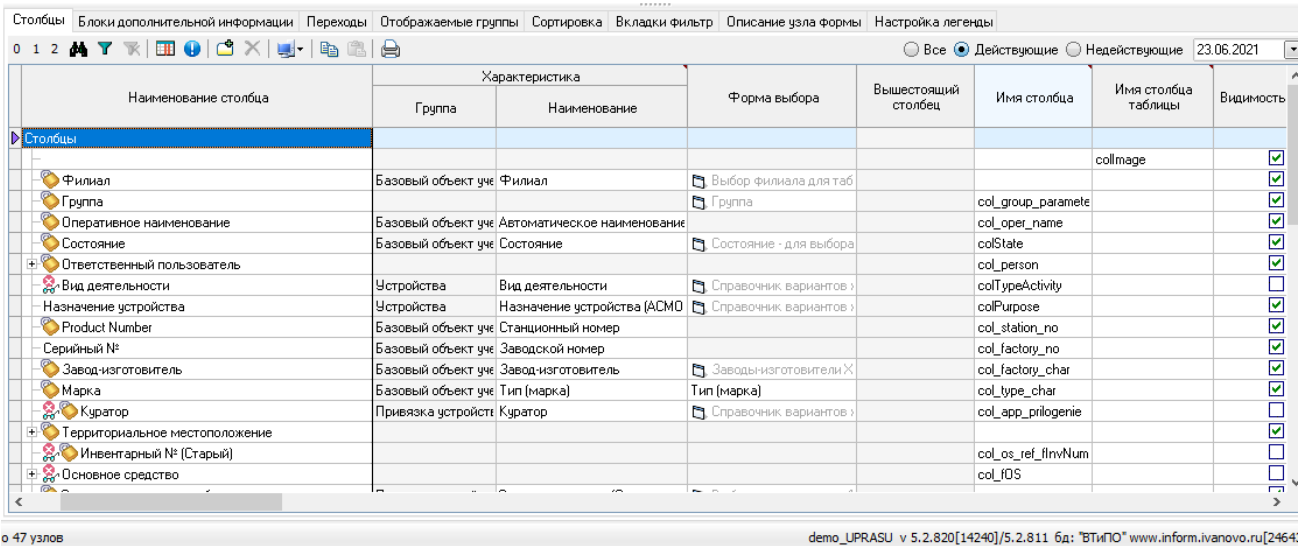 Столбцы Блоки дополнительной информации Переходы Отображаемые группы Сортировка Вкладки фильтр Описание узла формы Настройка легенды
0 1 2 Все Действующие Недействующие 23.06.2021
Наименование столбца Характеристика Группа Наименование Форма выбора Вышестоящий столбец Имя столбца Имя столбца таблицы Видимость
Столбцы
colImage
Филиал Базовый объект уче Филиал Выбор филиала для таб
Группа Группа col_group_paramete
Оперативное наименование Базовый объект уче Автоматическое наименование col_oper_name
Состояние Базовый объект уче Состояние Состояние - для выбора colState
Ответственный пользователь col_person
Вид деятельности Устройства Вид деятельности Справочник вариантов colTypeActivity
Назначение устройства Устройства Назначение устройства (АСМО Справочник вариантов colPurpose
Product Number Базовый объект уче Станционный номер col_station_no
Серийный № Базовый объект уче Заводской номер col_factory_no
Завод-изготовитель Базовый объект уче Завод-изготовитель Заводы-изготовители Х col_factory_char
Марка Базовый объект уче Тип (марка) Тип (марка) col_type_char
Куратор Привязка устройств Куратор Справочник вариантов col_app_prilogenie
Территориальное местоположение
Инвентарный № (Старый) col_os_ref_fInvNum
Основное средство col_fOS
о 47 узлов demo_UPRASU v 5.2.820[14240]/5.2.811 бд: "ВТиПО" www.inform.ivanovo.ru[2464